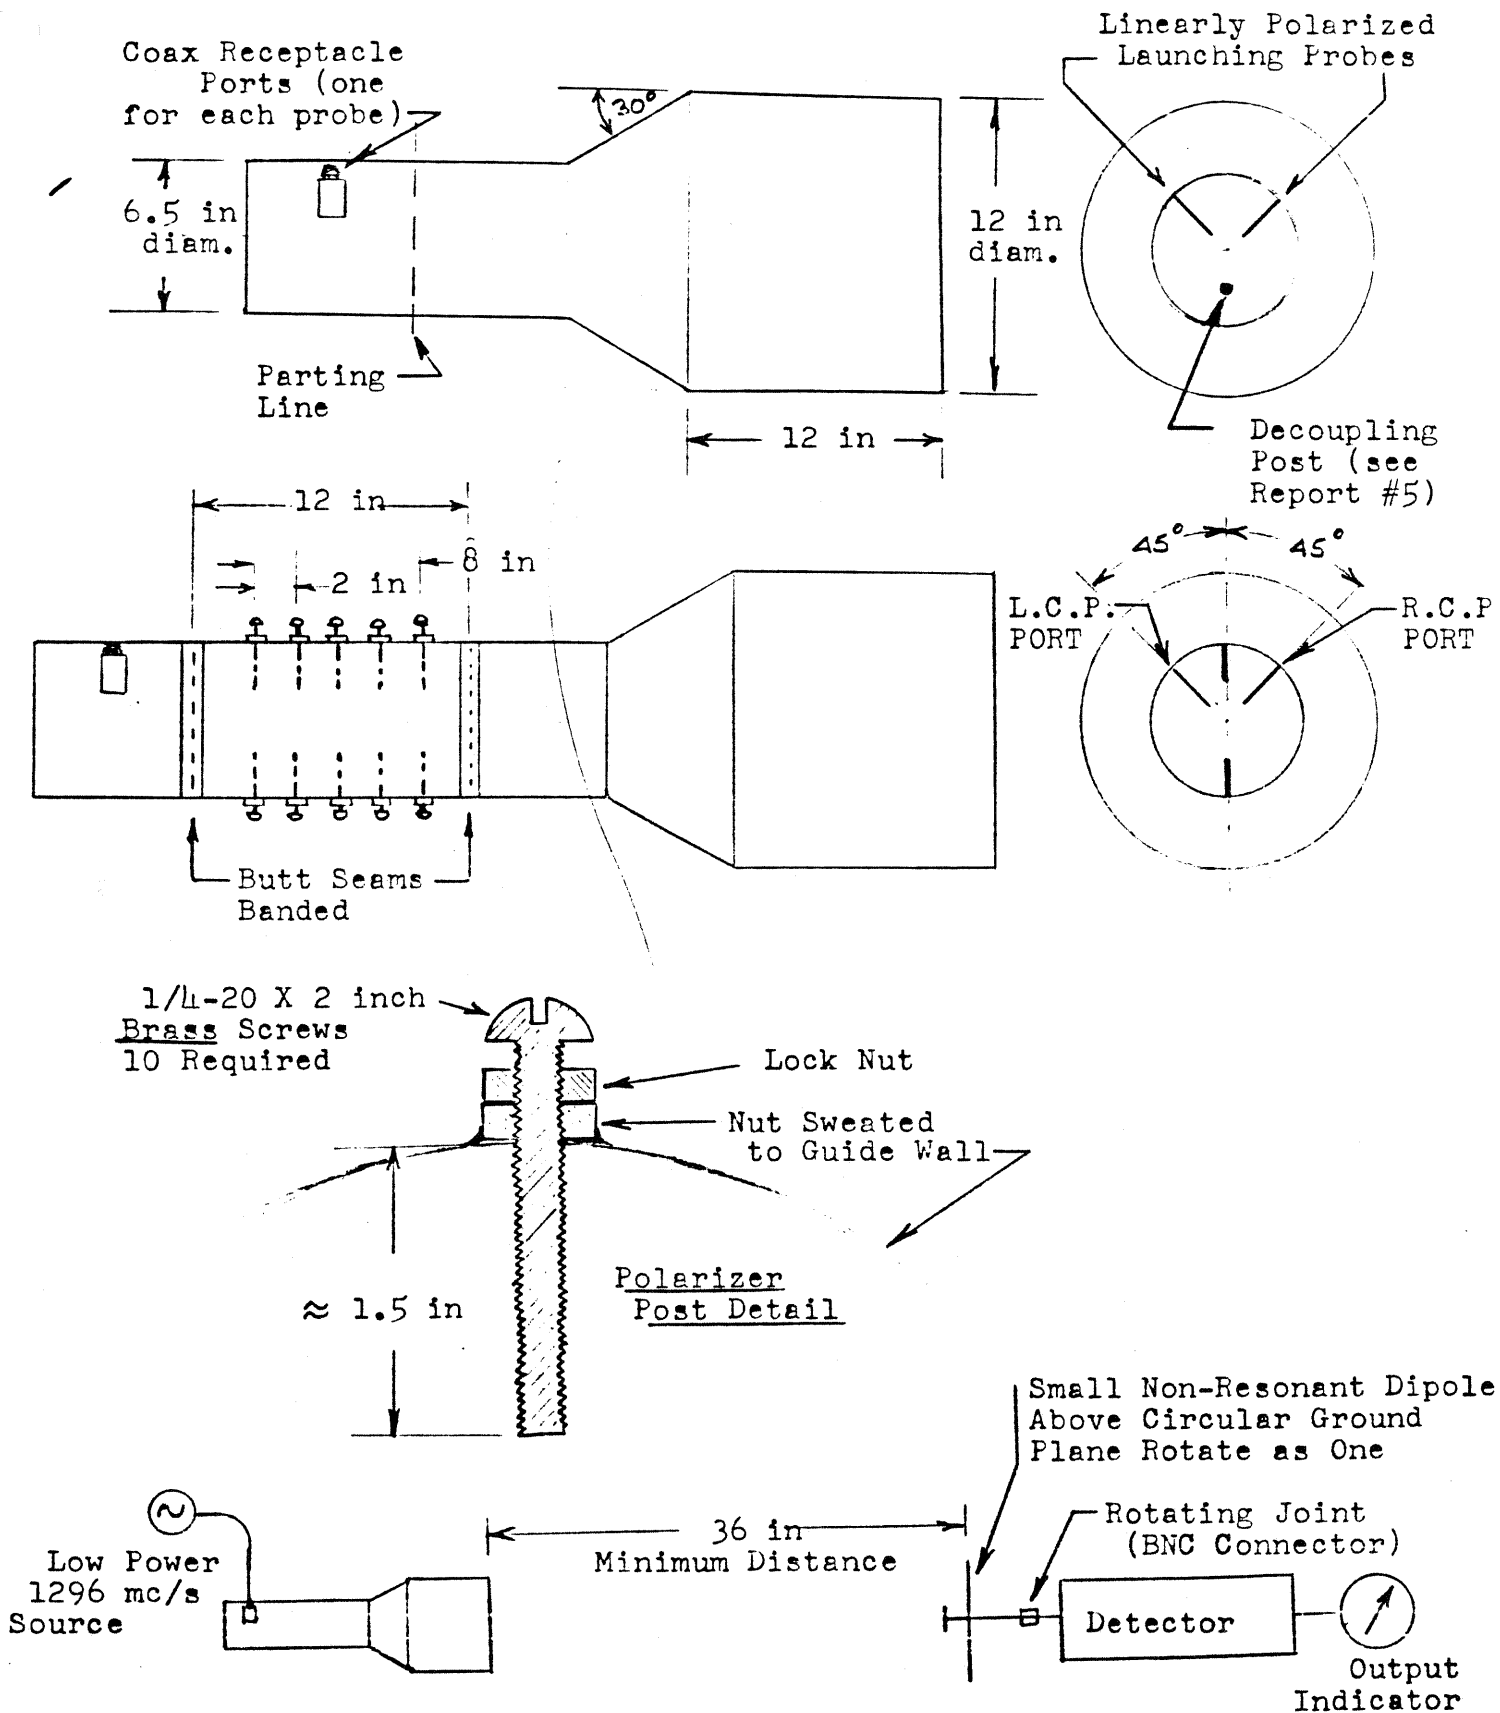 Coax Receptacle
Ports (one
for each probe)
30°
6.5 in
diam.
12 in
diam.
Parting
Line
12 in
Linearly Polarized
Launching Probes
Decoupling
Post (see
Report #5)
12 in
8 in
2 in
45°
45°
L.C.P.
PORT
R.C.P
PORT
Butt Seams
Banded
1/4-20 X 2 inch
Brass Screws
10 Required
Lock Nut
Nut Sweated
to Guide Wall
≈ 1.5 in
Polarizer
Post Detail
Small Non-Resonant Dipole
Above Circular Ground
Plane Rotate as One
36 in
Minimum Distance
Rotating Joint
(BNC Connector)
Low Power
1296 mc/s
Source
Detector
Output
Indicator